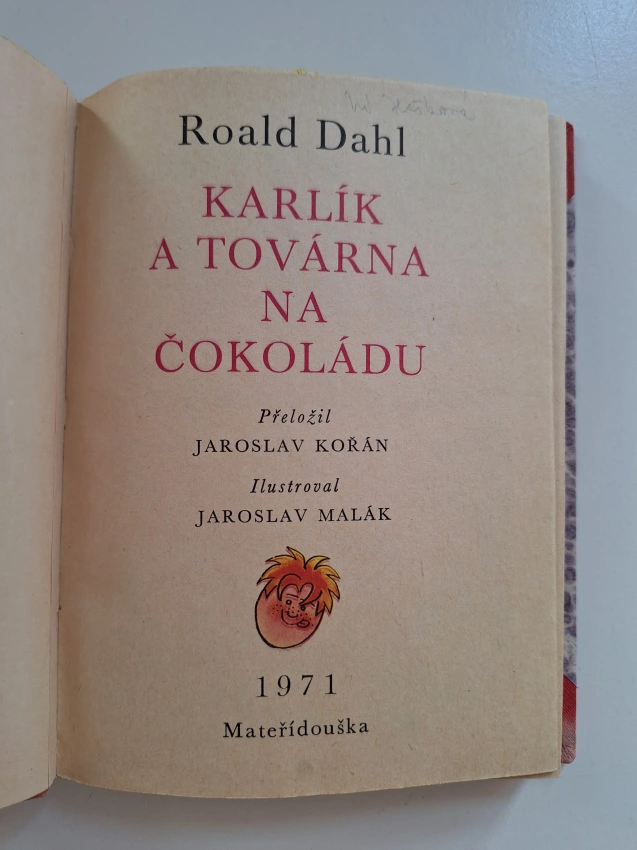 Roald Dahl
KARLÍK
A TOVÁRNA
NA
ČOKOLÁDU
Přeložil
JAROSLAV KOŘÁN
Ilustroval
JAROSLAV MALÁK
1971
Mateřídouška